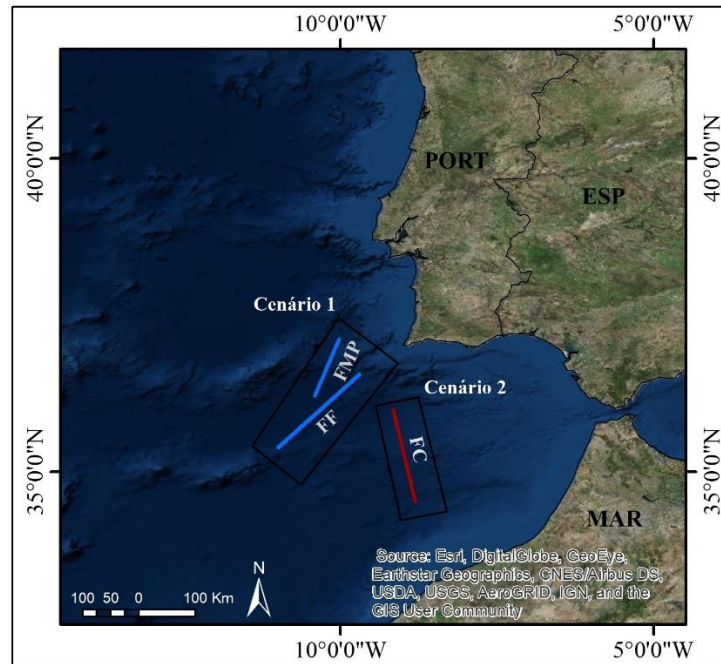 10°0'0"W 5°0'0"W
40°0'0"N
40°0'0"N
PORT
ESP
Cenário 1
FMP
FF
Cenário 2
FC
35°0'0"N
35°0'0"N
MAR
Source: Esri, DigitalGlobe, GeoEye,
Earthstar Geographics, CNES/Airbus DS,
USDA, USGS, AeroGRID, IGN, and the
GIS User Community
N
100 50 0 100 Km
10°0'0"W 5°0'0"W